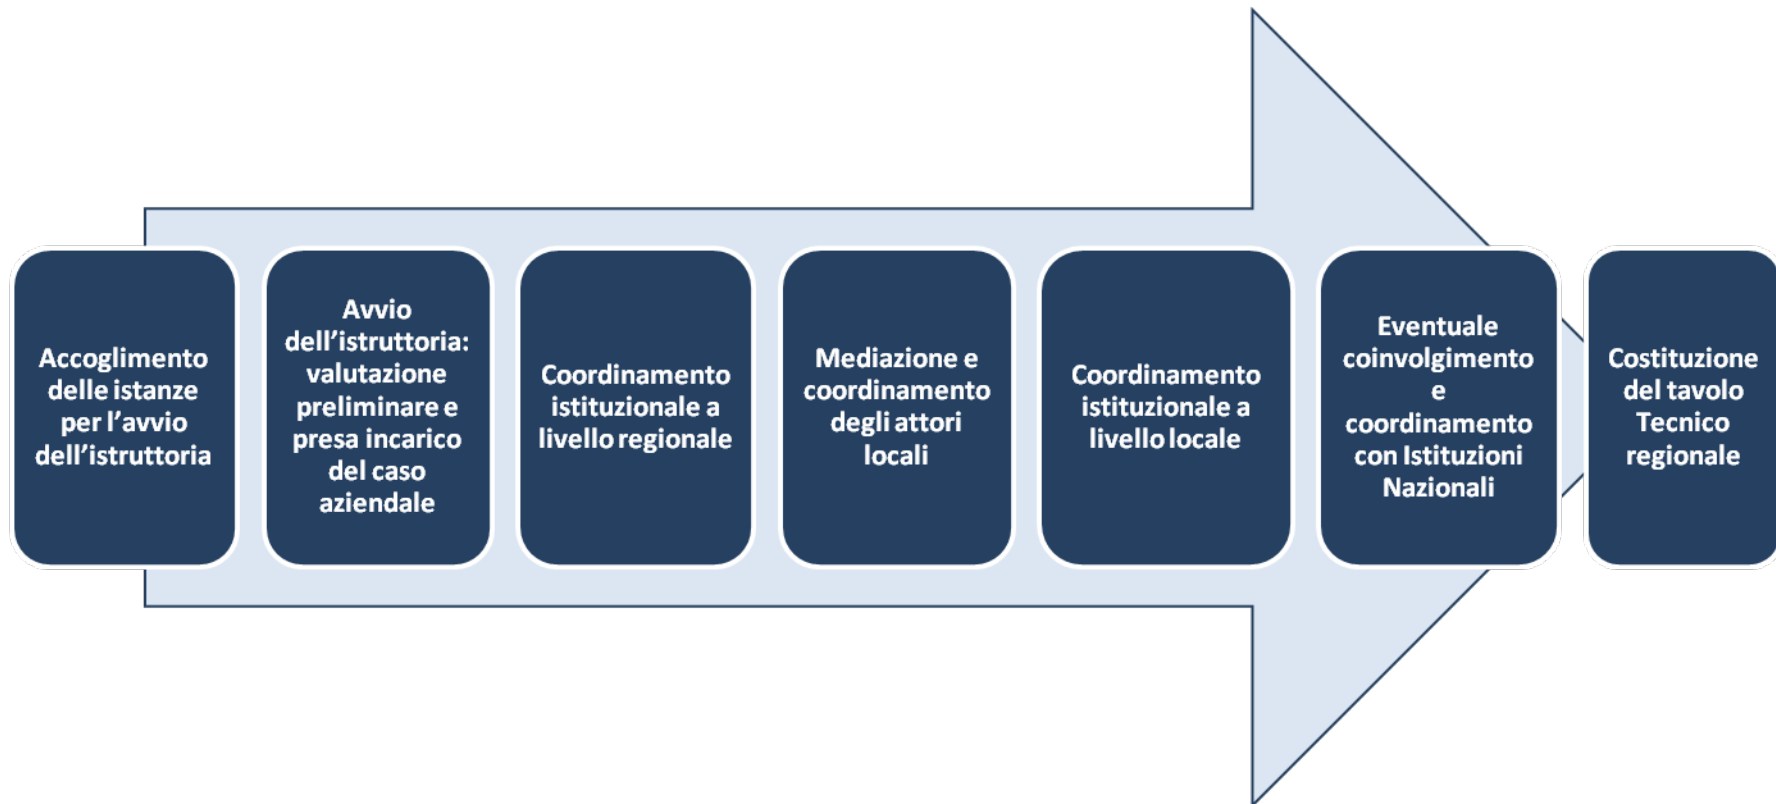 Accoglimento
delle istanze
per l’avvio
dell’istruttoria
Avvio
dell’istruttoria:
valutazione
preliminare e
presa incarico
del caso
aziendale
Coordinamento
istituzionale a
livello regionale
Mediazione e
coordinamento
degli attori
locali
Coordinamento
istituzionale a
livello locale
Eventuale
coinvolgimento
e
coordinamento
con Istituzioni
Nazionali
Costituzione
del tavolo
Tecnico
regionale